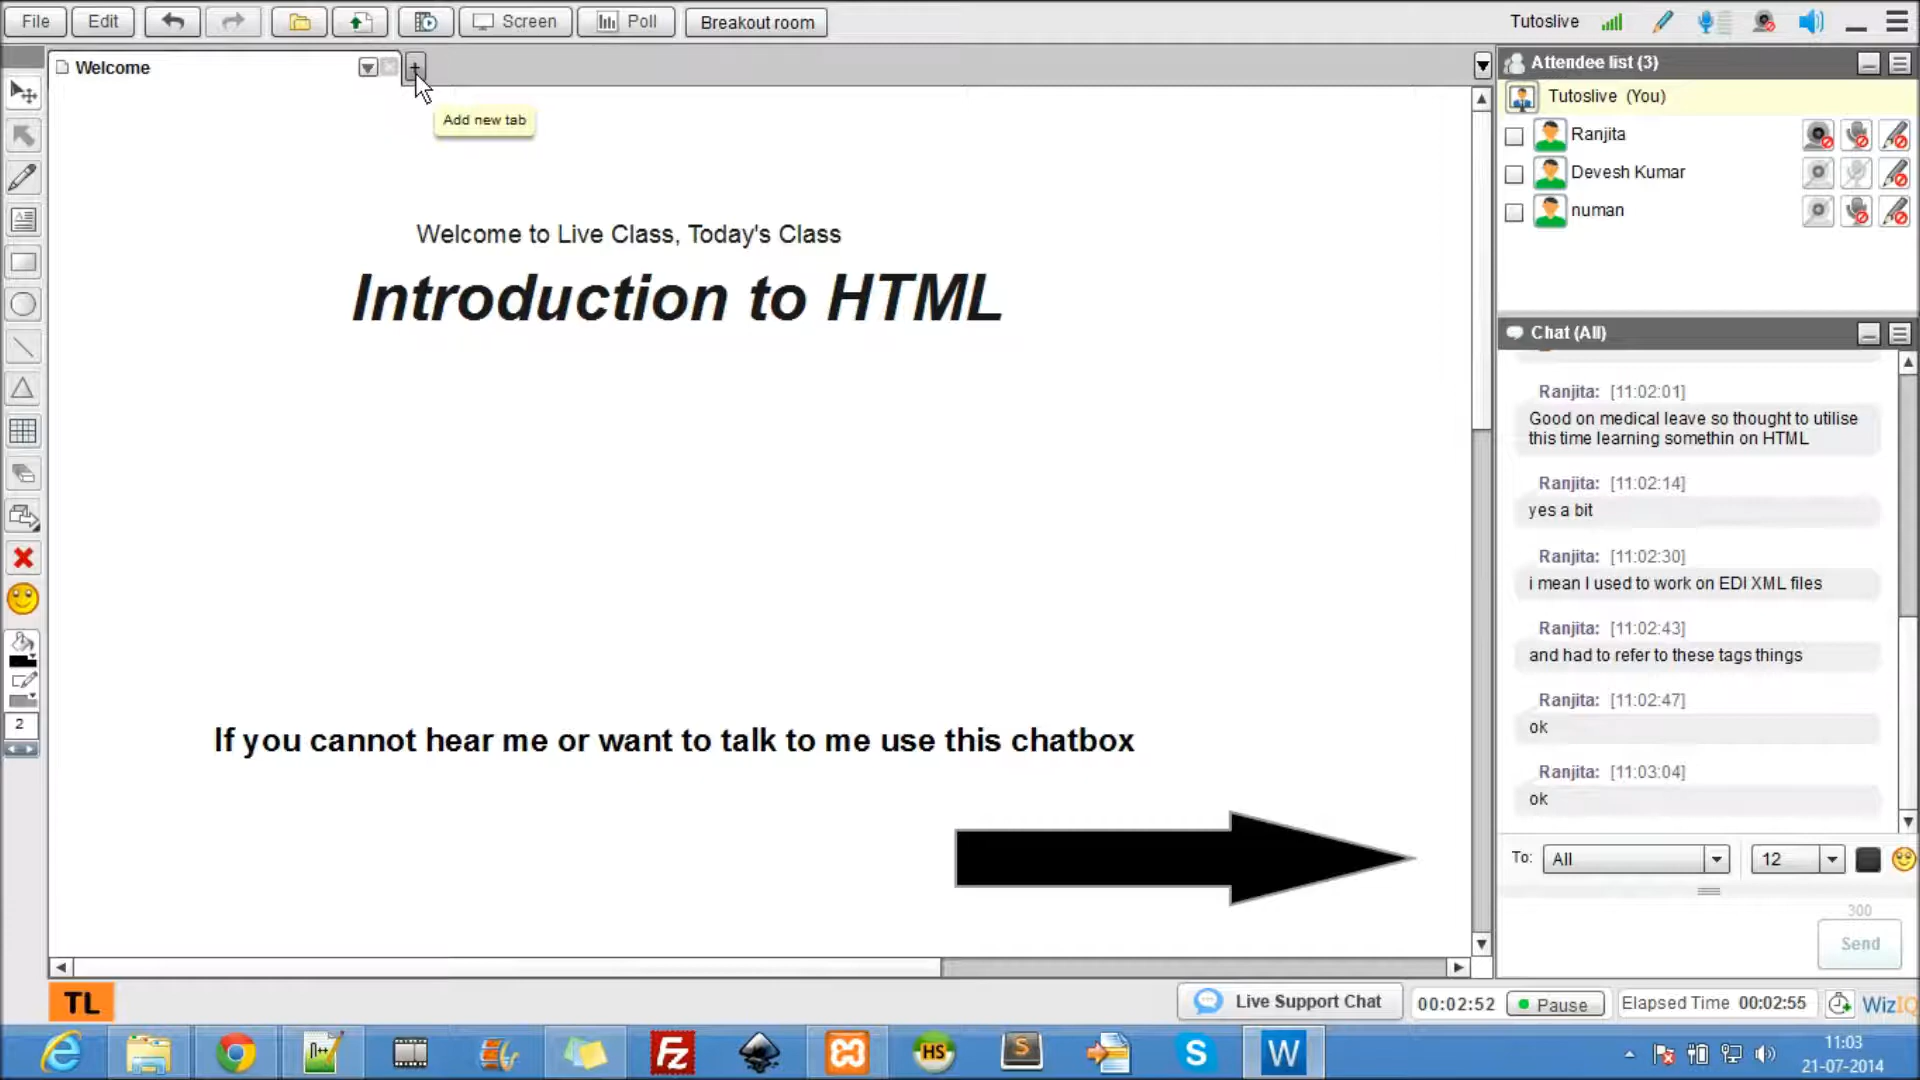 File
Edit
Screen
Poll
Breakout room
Tutoslive
Welcome
Add new tab
Welcome to Live Class, Today's Class
Introduction to HTML
If you cannot hear me or want to talk to me use this chatbox
Attendee list (3)
Tutoslive (You)
Ranjita
Devesh Kumar
numan
Chat (All)
Ranjita: [11:02:01]
Good on medical leave so thought to utilise
this time learning somethin on HTML
Ranjita: [11:02:14]
yes a bit
Ranjita: [11:02:30]
i mean I used to work on EDI XML files
Ranjita: [11:02:43]
and had to refer to these tags things
Ranjita: [11:02:47]
ok
Ranjita: [11:03:04]
ok
To: All
12
300
Send
2
TL
Live Support Chat
00:02:52
Pause
Elapsed Time 00:02:55
WizIQ
n++
Fz
HS
S
S
W
11:03
21-07-2014